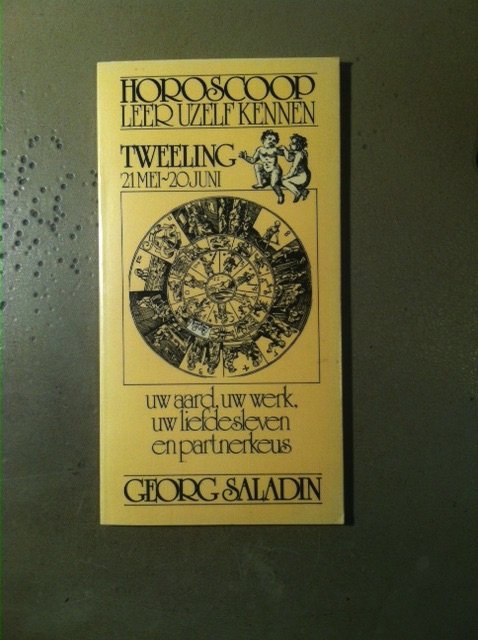 HOROSCOOP
LEER UZELF KENNEN
TWEELING
21 MEI~20 JUNI
uw aard, uw werk,
uw liefdesleven
en partnerkeus
GEORG SALADIN